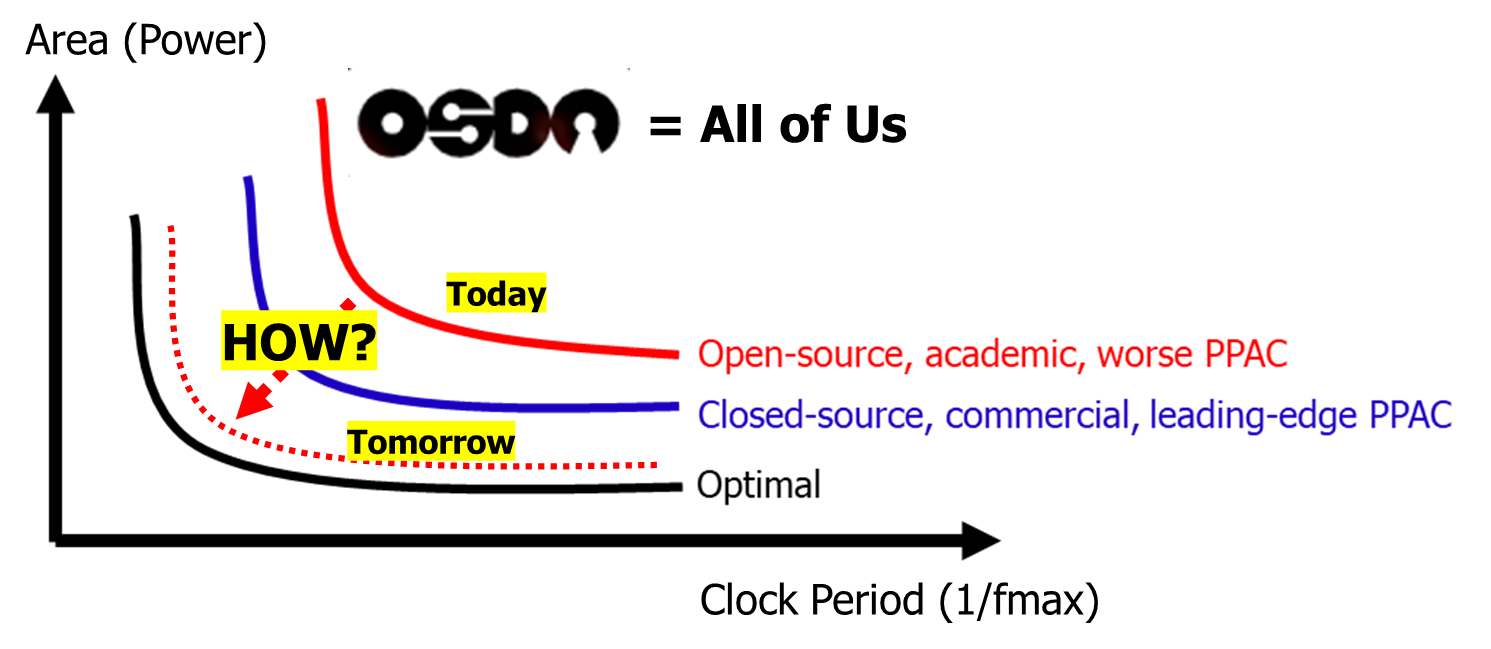 Area (Power)
OSDA = All of Us
Today
HOW?
Open-source, academic, worse PPAC
Closed-source, commercial, leading-edge PPAC
Tomorrow
Optimal
Clock Period (1/fmax)